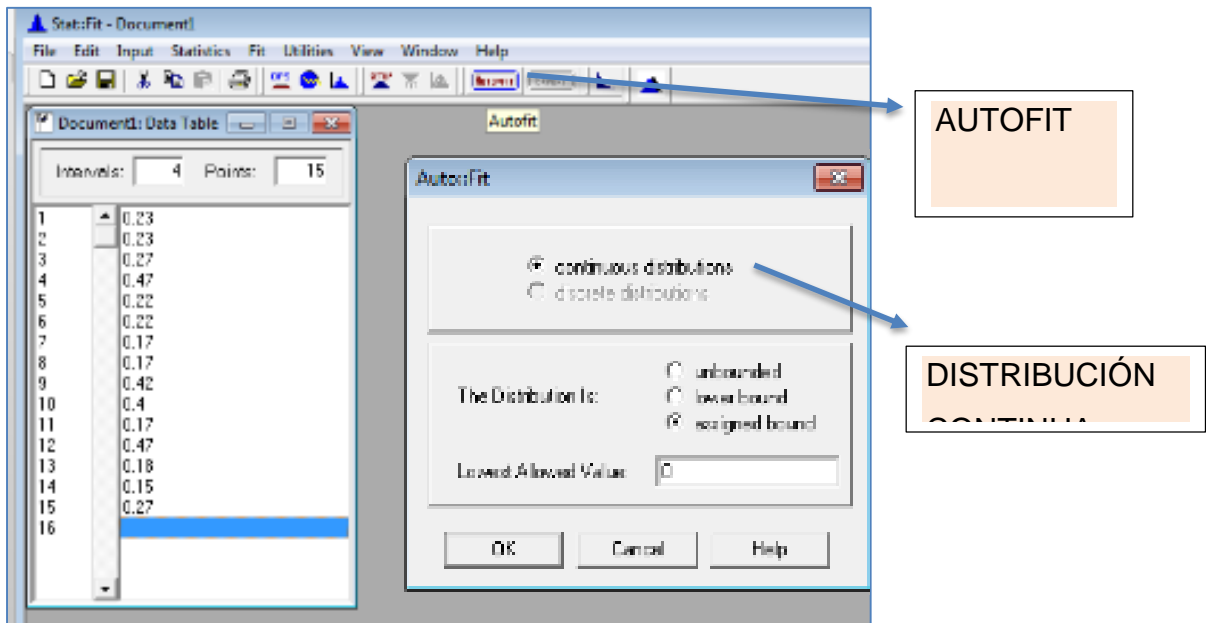 Stat::Fit - Document1
File Edit Input Statistics Fit Utilities View Window Help
Autofit
AUTOFIT
Document1: Data Table
Intervals: 4 Points: 15
1 0.23
2 0.23
3 0.27
4 0.47
5 0.22
6 0.22
7 0.17
8 0.17
9 0.42
10 0.4
11 0.17
12 0.47
13 0.18
14 0.15
15 0.27
16
Auto::Fit
continuous distributions
discrete distributions
The Distribution Is:
unbounded
lower bound
assigned bound
Lowest Allowed Value: 0
OK Cancel Help
DISTRIBUCIÓN
CONTINUA